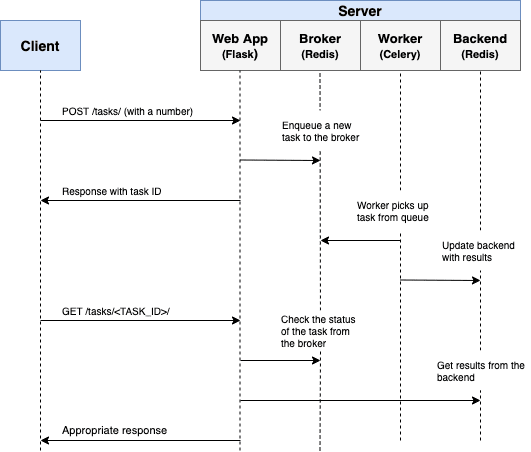 Server
Client
Web App
(Flask)
Broker
(Redis)
Worker
(Celery)
Backend
(Redis)
POST /tasks/ (with a number)
Enqueue a new
task to the broker
Response with task ID
Worker picks up
task from queue
Update backend
with results
GET /tasks/<TASK_ID>/
Check the status
of the task from
the broker
Get results from the
backend
Appropriate response